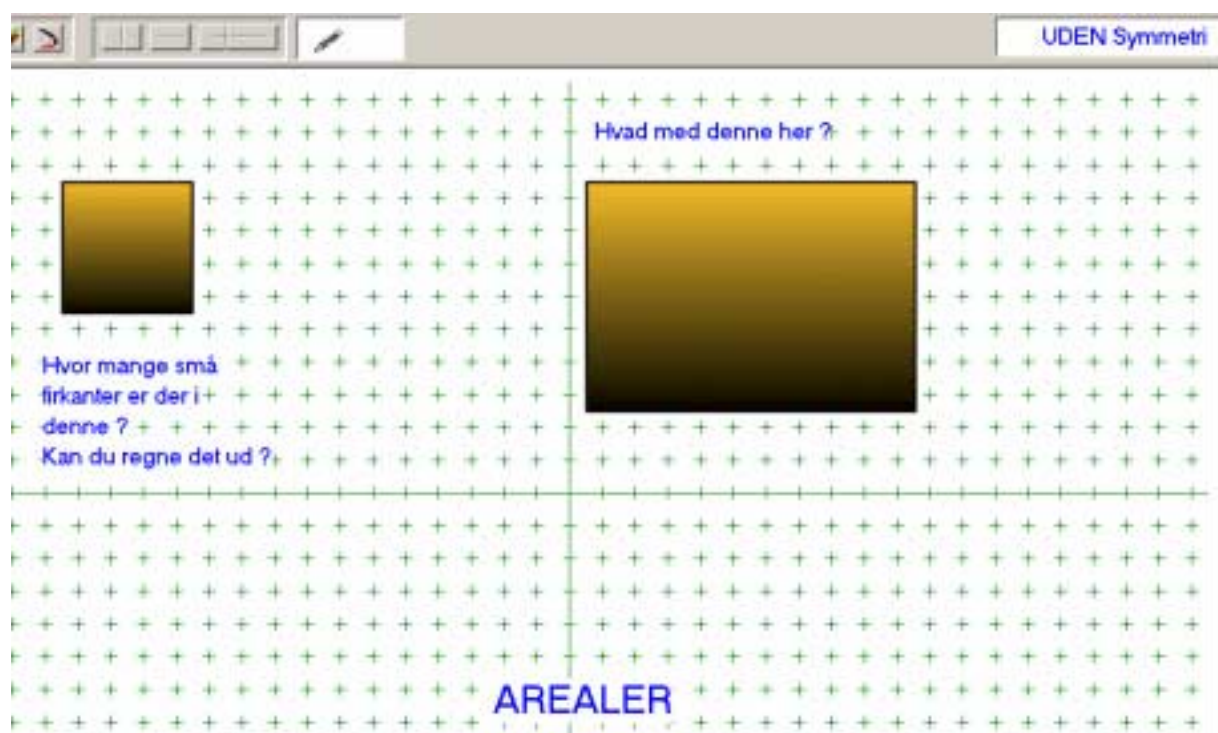 UDEN Symmetri
Hvad med denne her ?
Hvor mange små
firkanter er der i
denne ?
Kan du regne det ud ?
AREALER